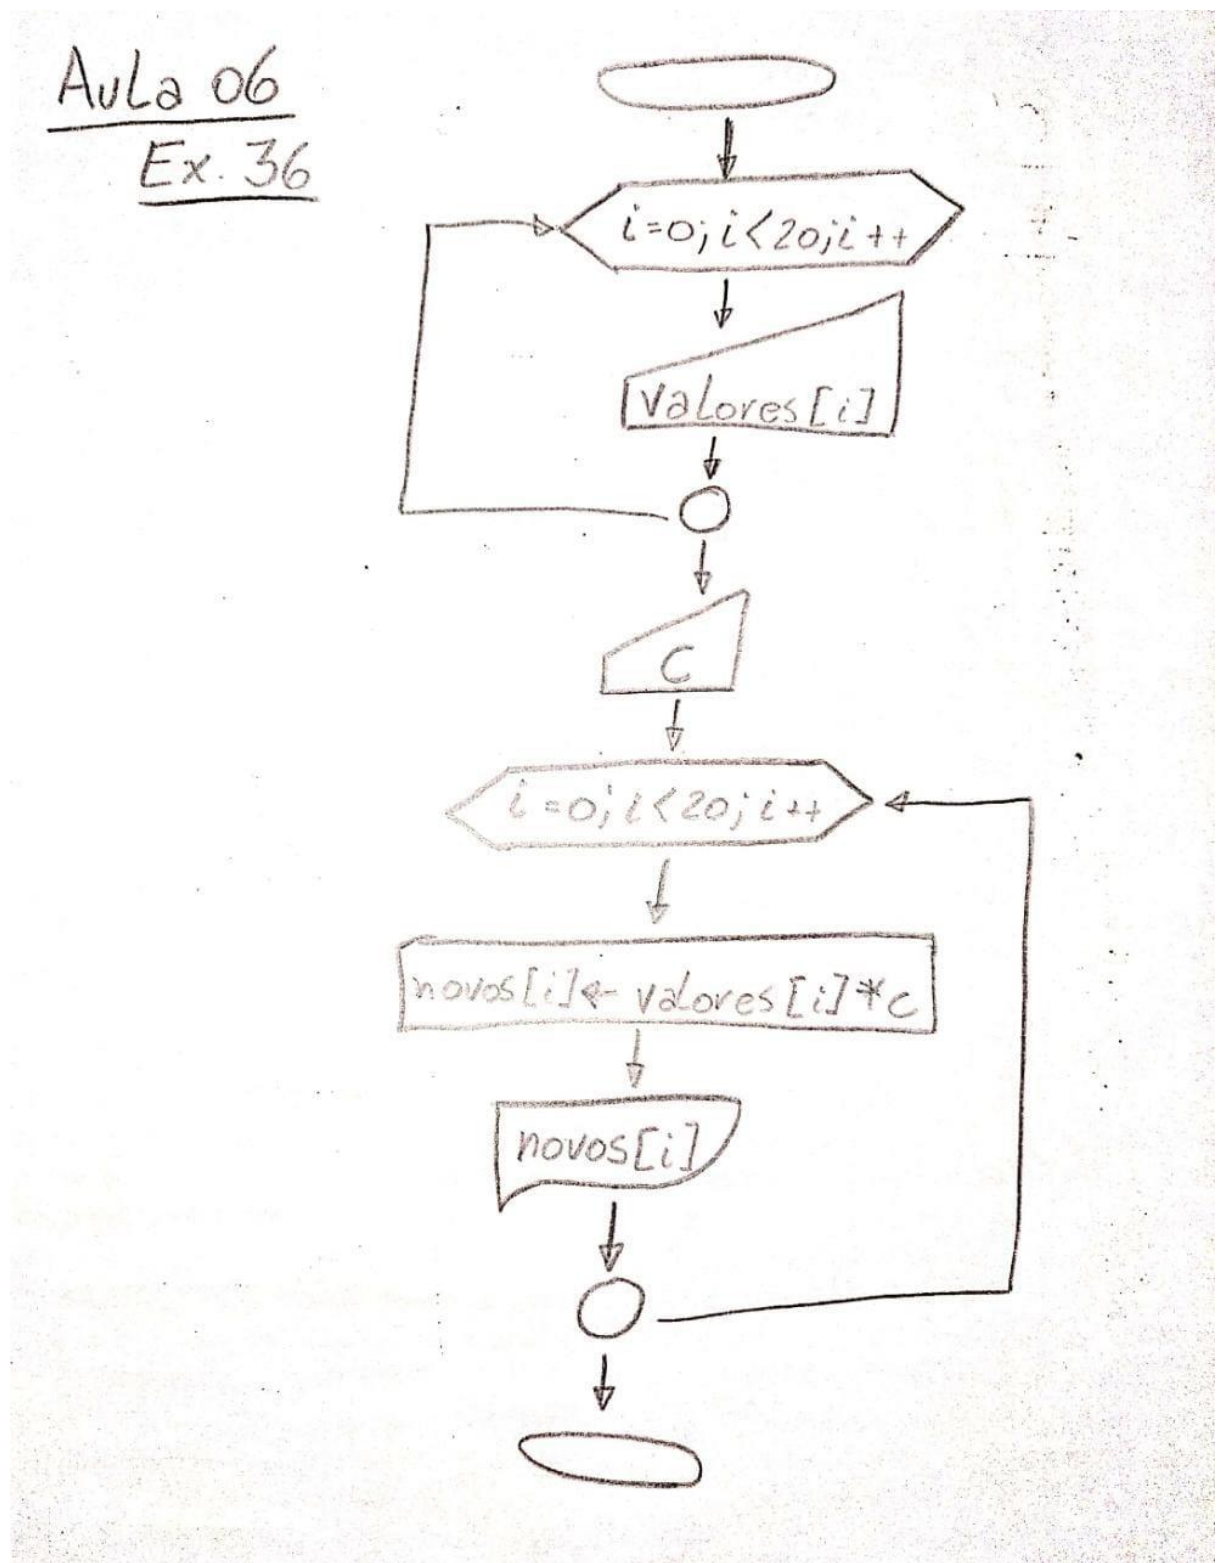 Aula 06
Ex. 36
i=0; i<20; i++
valores[i]
C
i=0; i<20; i++
novos[i] ← valores[i]*c
novos[i]